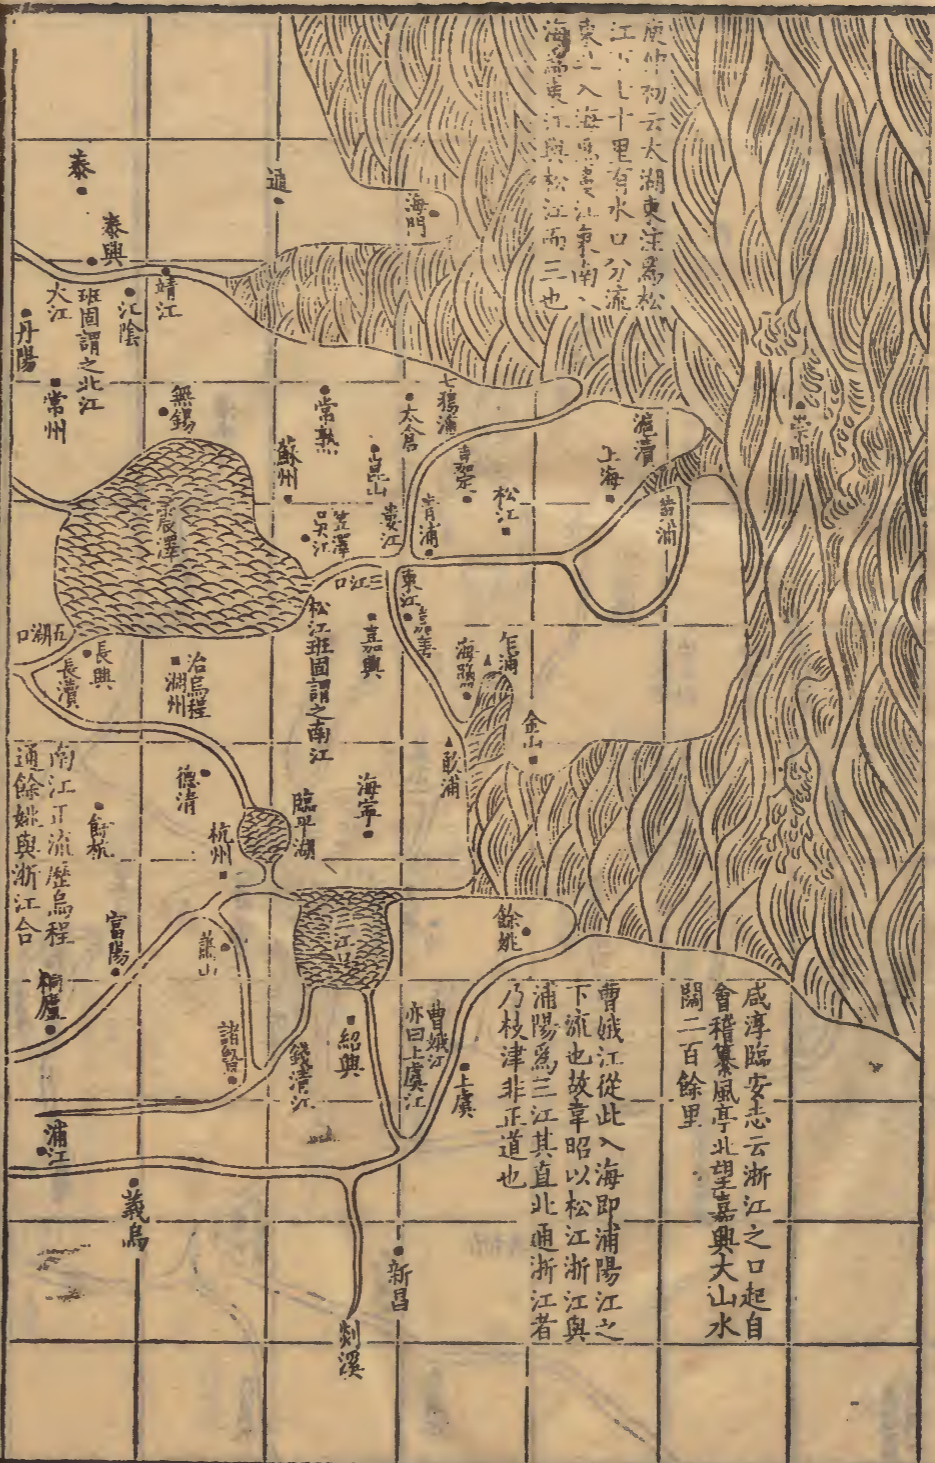 庾仲初云太湖東注爲松
江下七十里有水口分流
東北入海爲婁江東南入
海爲東江與松江而三也
泰
泰興
通
海門
大江
班固謂之北江
江陰
靖江
丹陽
常州
無錫
常熟
太倉
七鴉浦
崇明
滬瀆
上海
蘇州
崑山
松江
婁江
青浦
笠澤
吳江
震澤
三江口
東江
嘉善
五湖口
長興
長瀆
治烏程
湖州
松江班固謂之南江
嘉興
海鹽
乍浦
金山
澉浦
南江正流歷烏程
通餘姚與浙江合
德清
臨平湖
海寧
餘杭
杭州
富陽
蕭山
三江口
餘姚
桐廬
諸暨
錢清江
紹興
曹娥江
亦曰上虞江
上虞
咸淳臨安志云浙江之口起自
會稽纂風亭北望嘉興大山水
闊二百餘里
曹娥江從此入海即浦陽江之
下流也故韋昭以松江浙江與
浦陽爲三江其直北通浙江者
乃枝津非正道也
浦江
義烏
新昌
剡溪